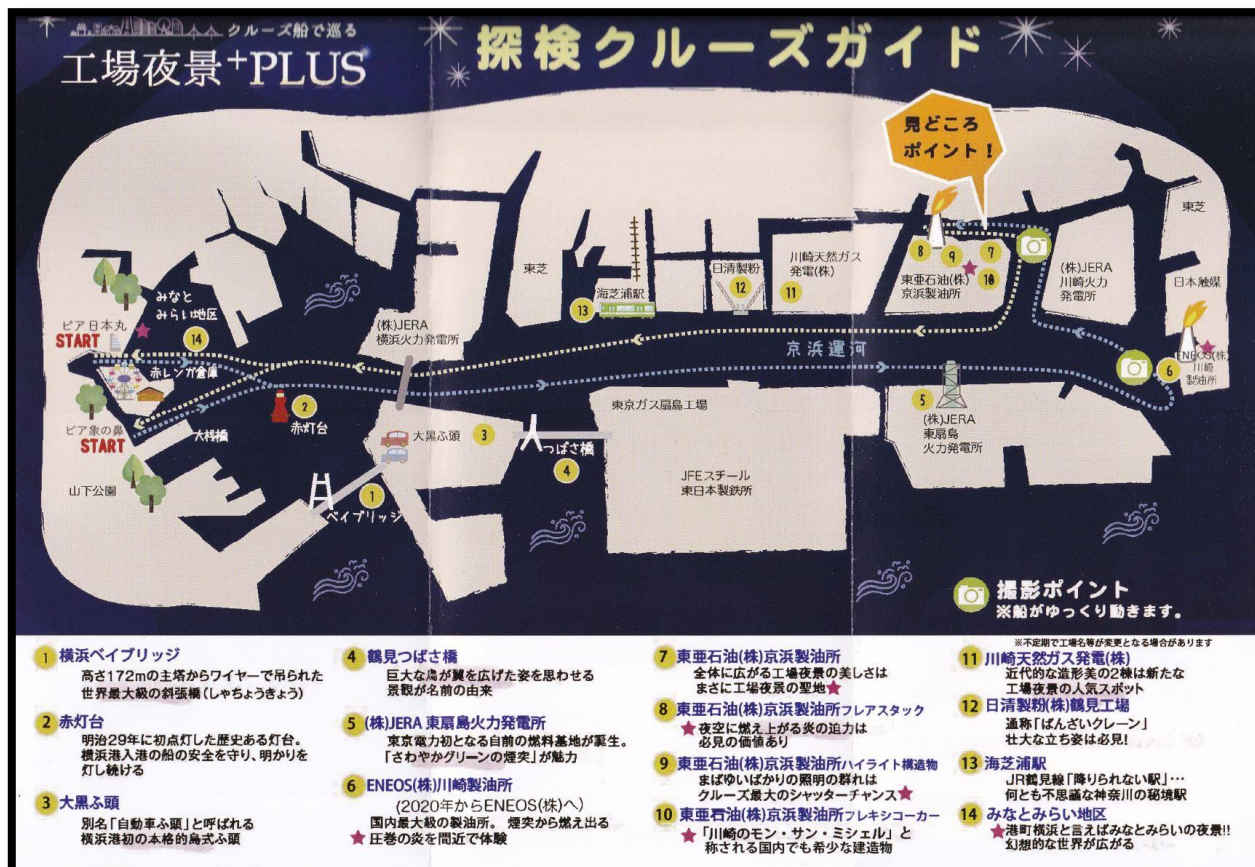 クルーズ船で巡る
工場夜景+PLUS
探検クルーズガイド
見どころ
ポイント!
東芝
日本触媒
ENEOS(株)
川崎
製油所
6
(株)JERA
川崎火力
発電所
8
9
7
10
東亜石油(株)
京浜製油所
川崎天然ガス
発電(株)
11
日清製粉
12
海芝浦駅
13
東芝
(株)JERA
横浜火力発電所
みなと
みらい地区
14
ピア日本丸
START
赤レンガ倉庫
ピア象の鼻
START
大桟橋
山下公園
2
赤灯台
京浜運河
大黒ふ頭
3
つばさ橋
4
1
ベイブリッジ
東京ガス扇島工場
JFEスチール
東日本製鉄所
5
(株)JERA
東扇島
火力発電所
撮影ポイント
※船がゆっくり動きます。
※不定期で工場名等が変更となる場合があります
1 横浜ベイブリッジ
高さ172mの主塔からワイヤーで吊られた
世界最大級の斜張橋(しゃちょうきょう)
2 赤灯台
明治29年に初点灯した歴史ある灯台。
横浜港入港の船の安全を守り、明かりを
灯し続ける
3 大黒ふ頭
別名「自動車ふ頭」と呼ばれる
横浜港初の本格的島式ふ頭
4 鶴見つばさ橋
巨大な鳥が翼を広げた姿を思わせる
景観が名前の由来
5 (株)JERA 東扇島火力発電所
東京電力初となる自前の燃料基地が誕生。
「さわやかグリーンの煙突」が魅力
6 ENEOS(株)川崎製油所
(2020年からENEOS(株)へ)
国内最大級の製油所。 煙突から燃え出る
★圧巻の炎を間近で体験
7 東亜石油(株)京浜製油所
全体に広がる工場夜景の美しさは
まさに工場夜景の聖地★
8 東亜石油(株)京浜製油所フレアスタック
★夜空に燃え上がる炎の迫力は
必見の価値あり
9 東亜石油(株)京浜製油所ハイライト構造物
まばゆいばかりの照明の群れは
クルーズ最大のシャッターチャンス★
10 東亜石油(株)京浜製油所フレキシコーカー
★「川崎のモン・サン・ミシェル」と
称される国内でも希少な建造物
11 川崎天然ガス発電(株)
近代的な造形美の2棟は新たな
工場夜景の人気スポット
12 日清製粉(株)鶴見工場
通称「ばんざいクレーン」
壮大な立ち姿は必見!
13 海芝浦駅
JR鶴見線「降りられない駅」…
何とも不思議な神奈川の秘境駅
14 みなとみらい地区
★港町横浜と言えばみなとみらいの夜景!!
幻想的な世界が広がる